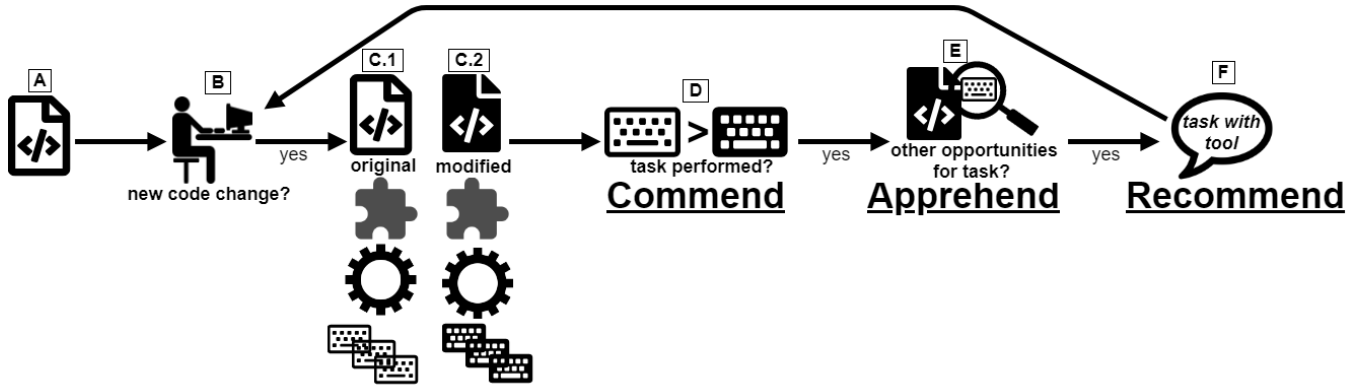 A
</>
B
new code change?
yes
C.1
</>
original
C.2
</>
modified
D
>
task performed?
Commend
yes
E
</>
other opportunities
for task?
Apprehend
yes
F
task with
tool
Recommend